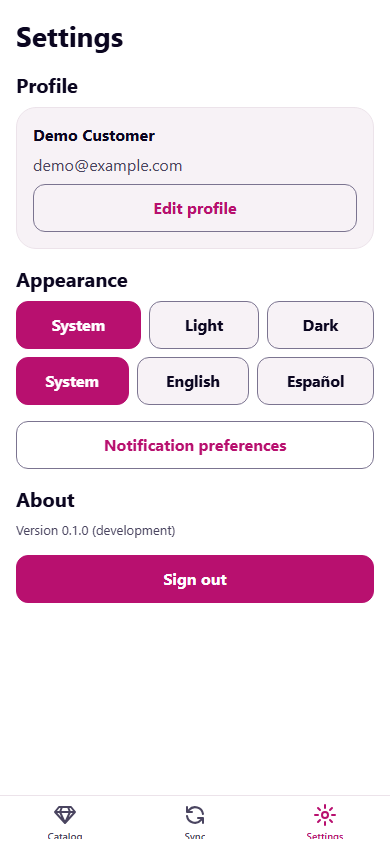 Settings
Profile
Demo Customer
demo@example.com
Edit profile
Appearance
System Light Dark
System English Español
Notification preferences
About
Version 0.1.0 (development)
Sign out
Catalog Sync Settings